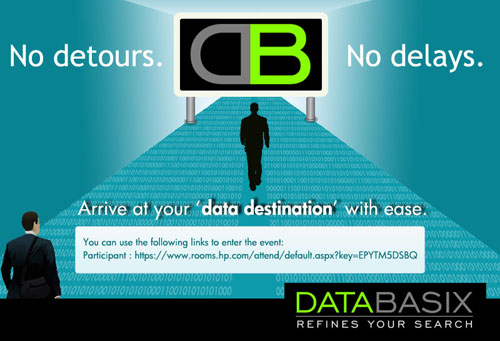 No detours.
DB
No delays.
Arrive at your 'data destination' with ease.
You can use the following links to enter the event:
Participant : https://www.rooms.hp.com/attend/default.aspx?key=EPYTM5DSBQ
DATABASIX
REFINES YOUR SEARCH